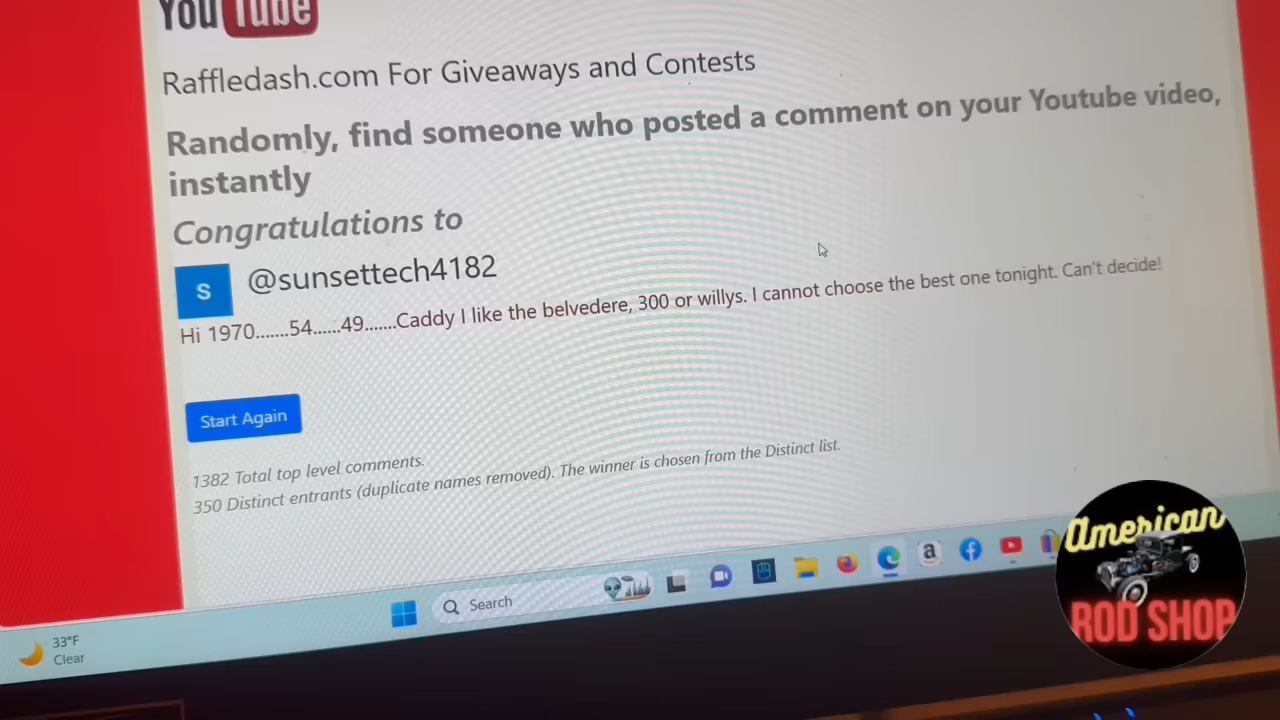 YouTube
Raffledash.com For Giveaways and Contests
Randomly, find someone who posted a comment on your Youtube video,
instantly
Congratulations to
S
@sunsettech4182
Hi 1970.......54......49.......Caddy I like the belvedere, 300 or willys. I cannot choose the best one tonight. Can't decide!
Start Again
1382 Total top level comments.
350 Distinct entrants (duplicate names removed). The winner is chosen from the Distinct list.
Search
a
33°F
Clear
American
ROD SHOP